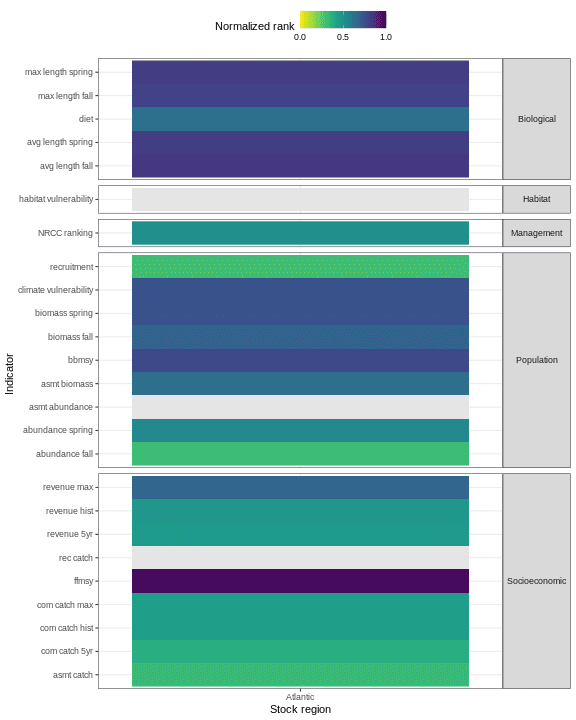 Normalized rank
0.0 0.5 1.0
Indicator
max length spring
max length fall
diet
avg length spring
avg length fall
Biological
habitat vulnerability
Habitat
NRCC ranking
Management
recruitment
climate vulnerability
biomass spring
biomass fall
bbmsy
asmt biomass
asmt abundance
abundance spring
abundance fall
Population
revenue max
revenue hist
revenue 5yr
rec catch
ffmsy
com catch max
com catch hist
com catch 5yr
asmt catch
Socioeconomic
Atlantic
Stock region